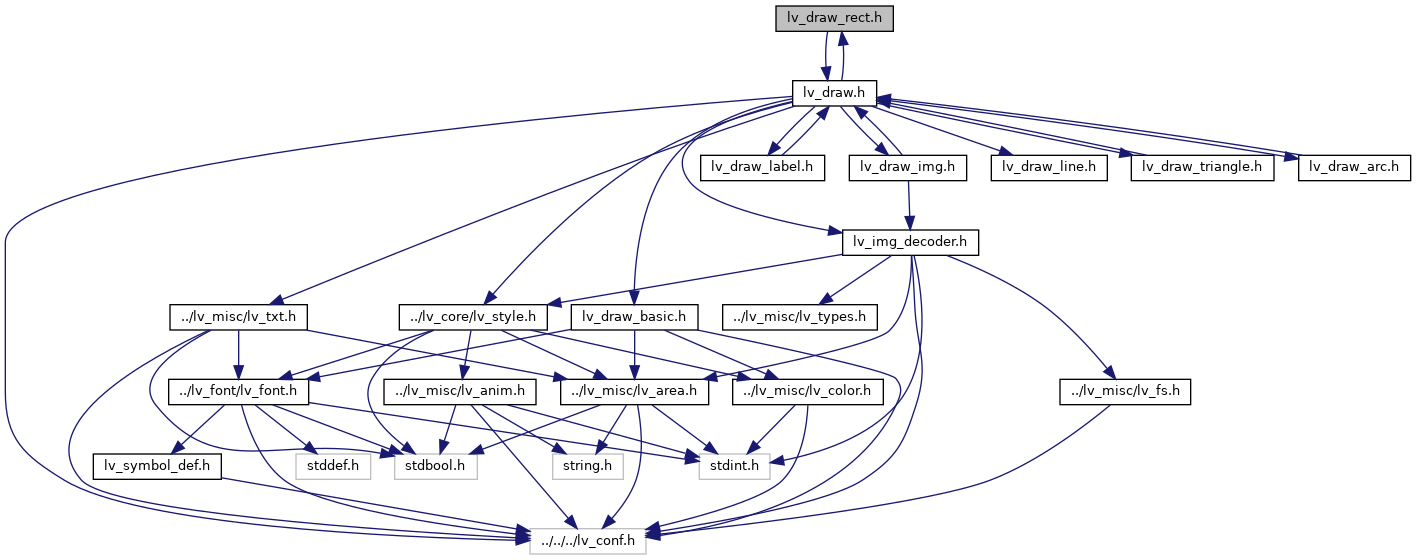 lv_draw_rect.h
lv_draw.h
lv_draw_label.h
lv_draw_img.h
lv_draw_line.h
lv_draw_triangle.h
lv_draw_arc.h
lv_img_decoder.h
../lv_misc/lv_txt.h
../lv_core/lv_style.h
lv_draw_basic.h
../lv_misc/lv_types.h
../lv_font/lv_font.h
../lv_misc/lv_anim.h
../lv_misc/lv_area.h
../lv_misc/lv_color.h
../lv_misc/lv_fs.h
lv_symbol_def.h
stddef.h
stdbool.h
string.h
stdint.h
../../../lv_conf.h